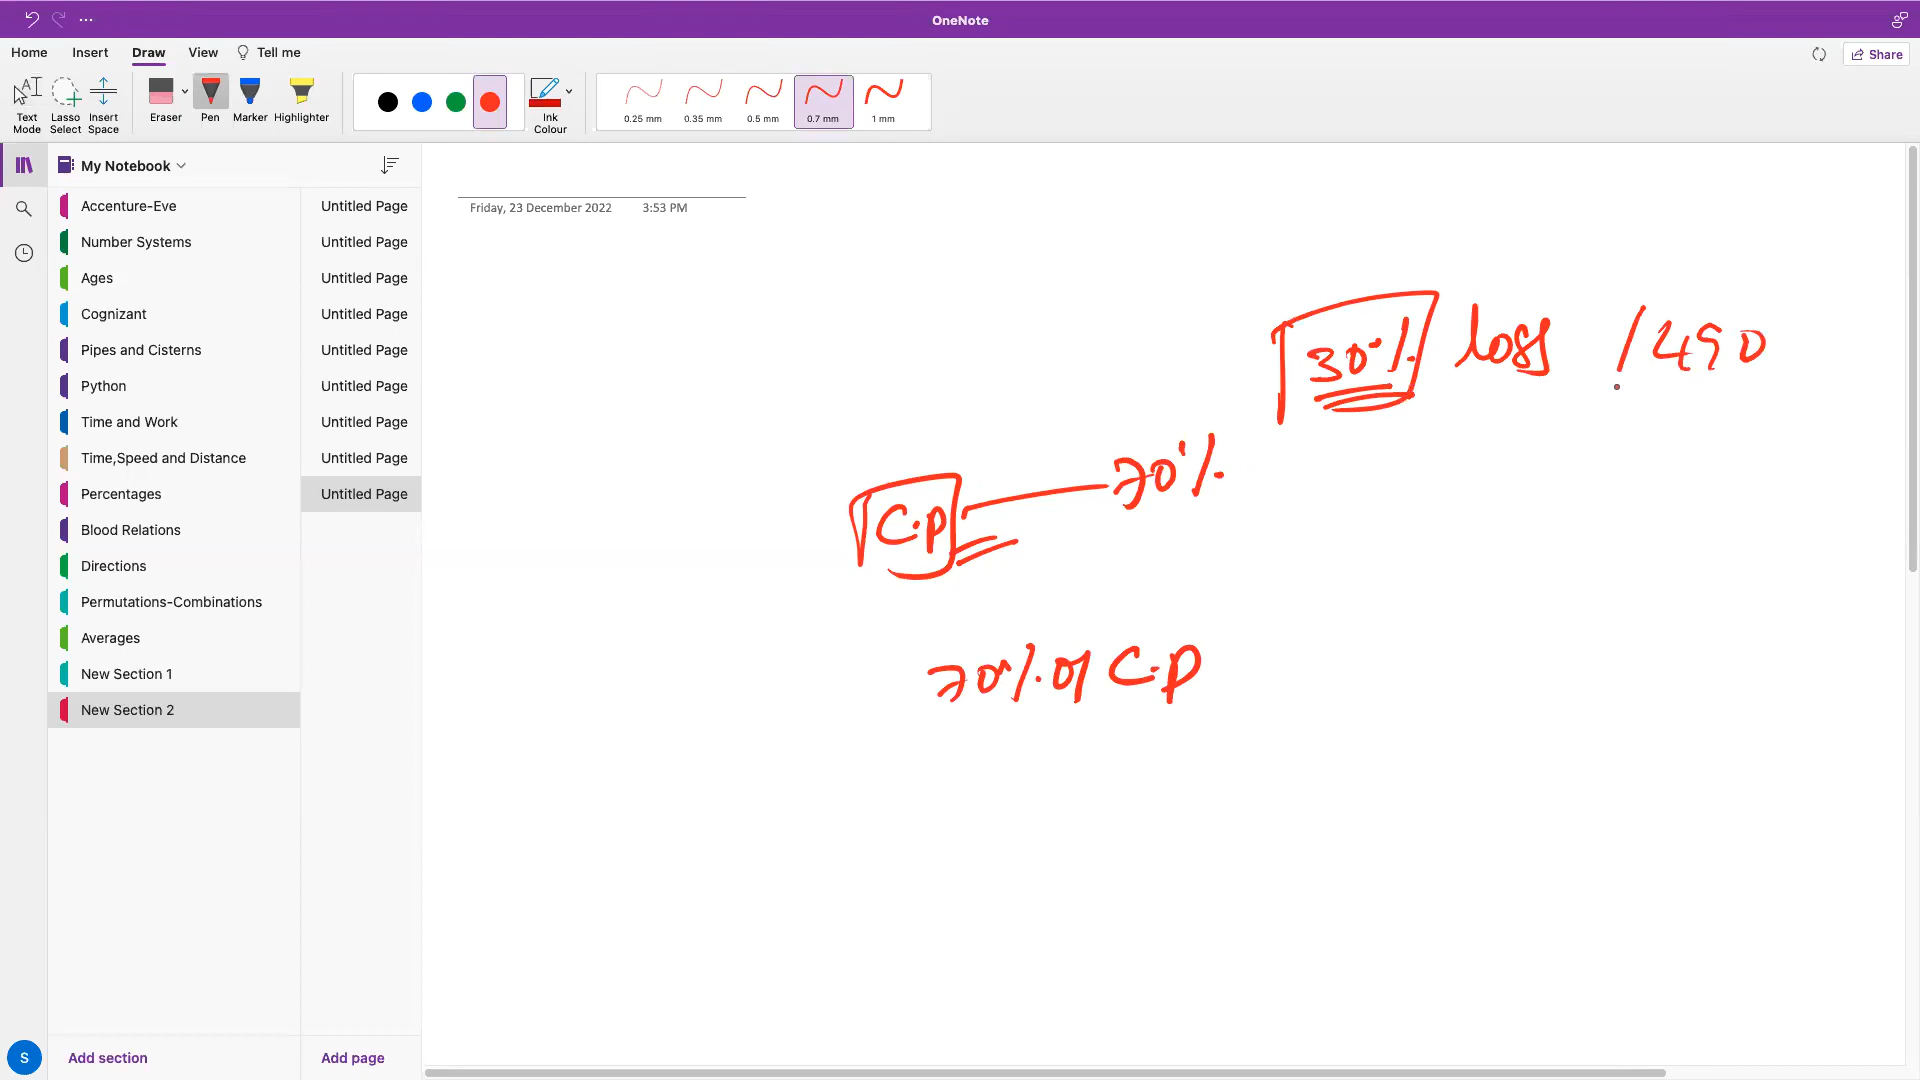 OneNote
Home Insert Draw View Tell me
Share
Text Mode
Lasso Select
Insert Space
Eraser
Pen
Marker
Highlighter
Ink Colour
0.25 mm
0.35 mm
0.5 mm
0.7 mm
1 mm
My Notebook
Accenture-Eve
Number Systems
Ages
Cognizant
Pipes and Cisterns
Python
Time and Work
Time,Speed and Distance
Percentages
Blood Relations
Directions
Permutations-Combinations
Averages
New Section 1
New Section 2
Add section
Untitled Page
Untitled Page
Untitled Page
Untitled Page
Untitled Page
Untitled Page
Untitled Page
Untitled Page
Untitled Page
Add page
S
Friday, 23 December 2022 3:53 PM
30% loss /490
C.P 70%
70% of C.P